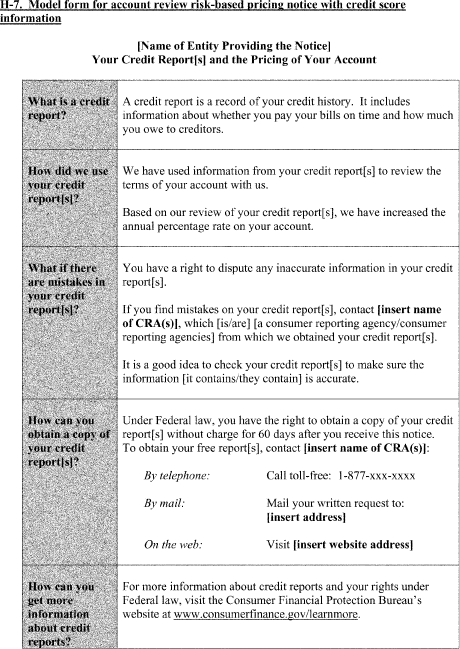 H-7. Model form for account review risk-based pricing notice with credit score
information
[Name of Entity Providing the Notice]
Your Credit Report[s] and the Pricing of Your Account
What is a credit
report?
A credit report is a record of your credit history. It includes
information about whether you pay your bills on time and how much
you owe to creditors.
How did we use
your credit
report[s]?
We have used information from your credit report[s] to review the
terms of your account with us.
Based on our review of your credit report[s], we have increased the
annual percentage rate on your account.
What if there
are mistakes in
your credit
report[s]?
You have a right to dispute any inaccurate information in your credit
report[s].
If you find mistakes on your credit report[s], contact [insert name
of CRA(s)], which [is/are] [a consumer reporting agency/consumer
reporting agencies] from which we obtained your credit report[s].
It is a good idea to check your credit report[s] to make sure the
information [it contains/they contain] is accurate.
How can you
obtain a copy of
your credit
report[s]?
Under Federal law, you have the right to obtain a copy of your credit
report[s] without charge for 60 days after you receive this notice.
To obtain your free report[s], contact [insert name of CRA(s)]:
By telephone: Call toll-free: 1-877-xxx-xxxx
By mail: Mail your written request to:
[insert address]
On the web: Visit [insert website address]
How can you
get more
information
about credit
reports?
For more information about credit reports and your rights under
Federal law, visit the Consumer Financial Protection Bureau's
website at www.consumerfinance.gov/learnmore.